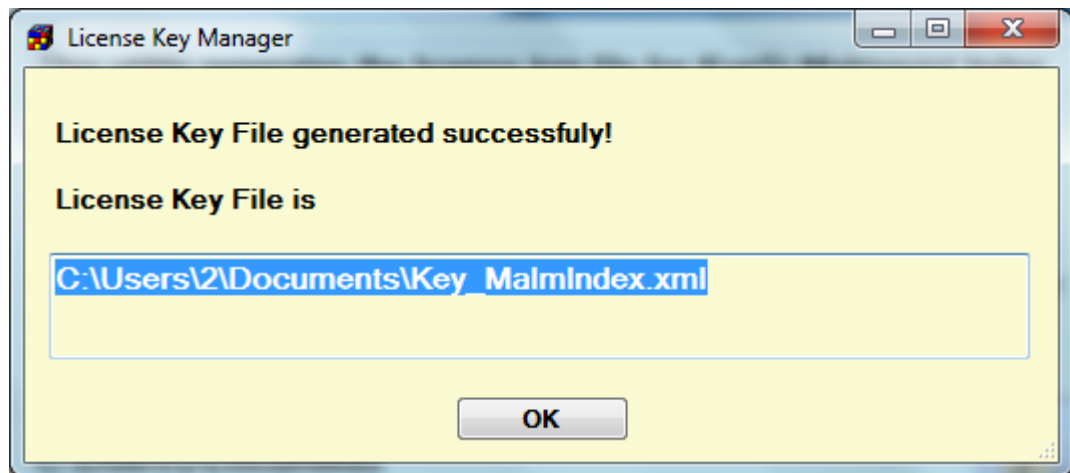 License Key Manager
License Key File generated successfuly!
License Key File is
C:\Users\2\Documents\Key_MalmIndex.xml
OK